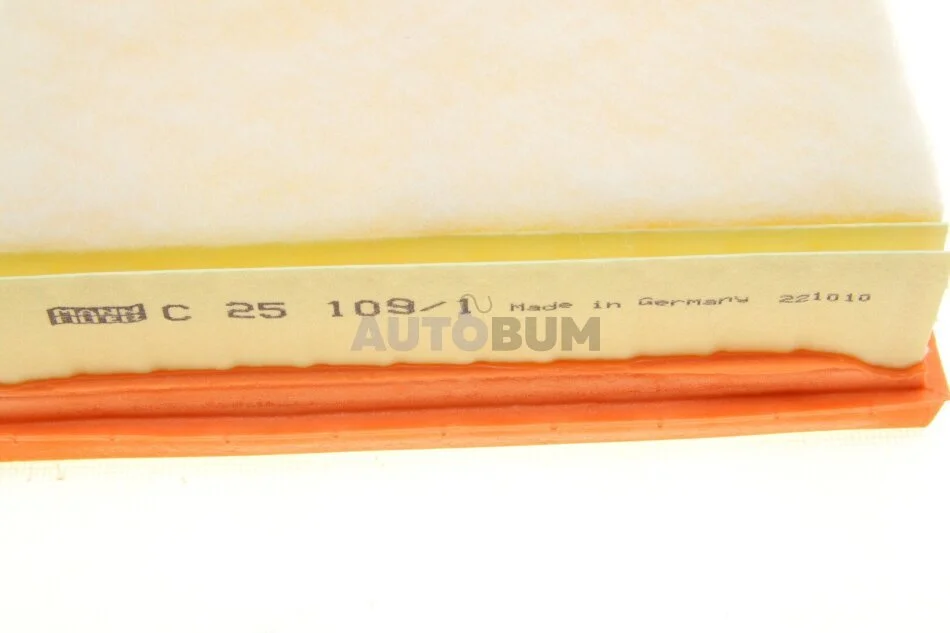 MANN FILTER C 25 109/1 Made in Germany 221010
AUTOBUM